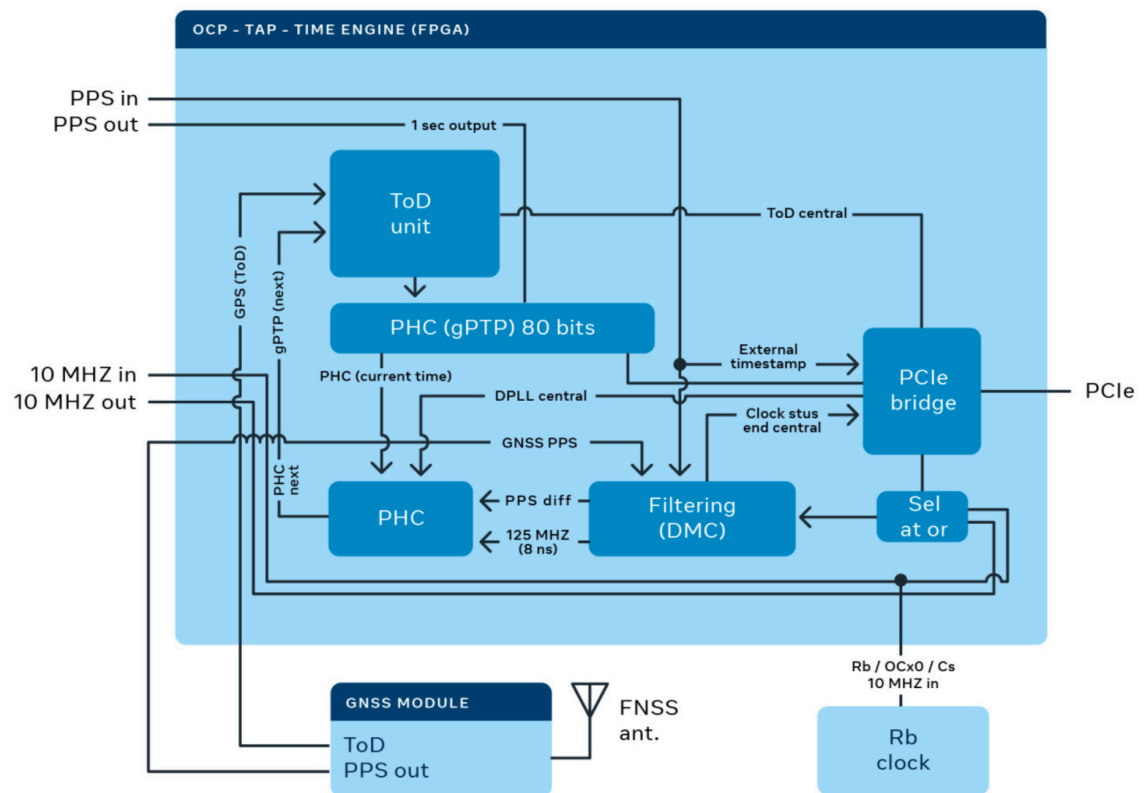 OCP - TAP - TIME ENGINE (FPGA)
PPS in
PPS out
1 sec output
ToD
unit
ToD central
GPS (ToD)
gPTP (next)
PHC (gPTP) 80 bits
External
timestamp
PCIe
bridge
PCIe
10 MHZ in
10 MHZ out
PHC (current time)
DPLL central
Clock stus
end central
GNSS PPS
PHC
next
PHC
PPS diff
125 MHZ
(8 ns)
Filtering
(DMC)
Sel
at or
Rb / OCx0 / Cs
10 MHZ in
GNSS MODULE
ToD
PPS out
FNSS
ant.
Rb
clock